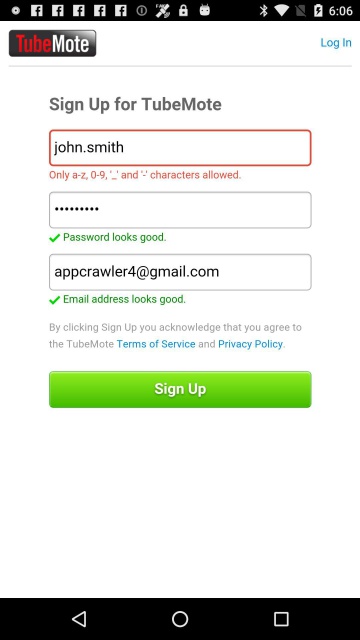 6:06
TubeMote
Log In
Sign Up for TubeMote
john.smith
Only a-z, 0-9, '_' and '-' characters allowed.
•••••••••
Password looks good.
appcrawler4@gmail.com
Email address looks good.
By clicking Sign Up you acknowledge that you agree to
the TubeMote Terms of Service and Privacy Policy.
Sign Up